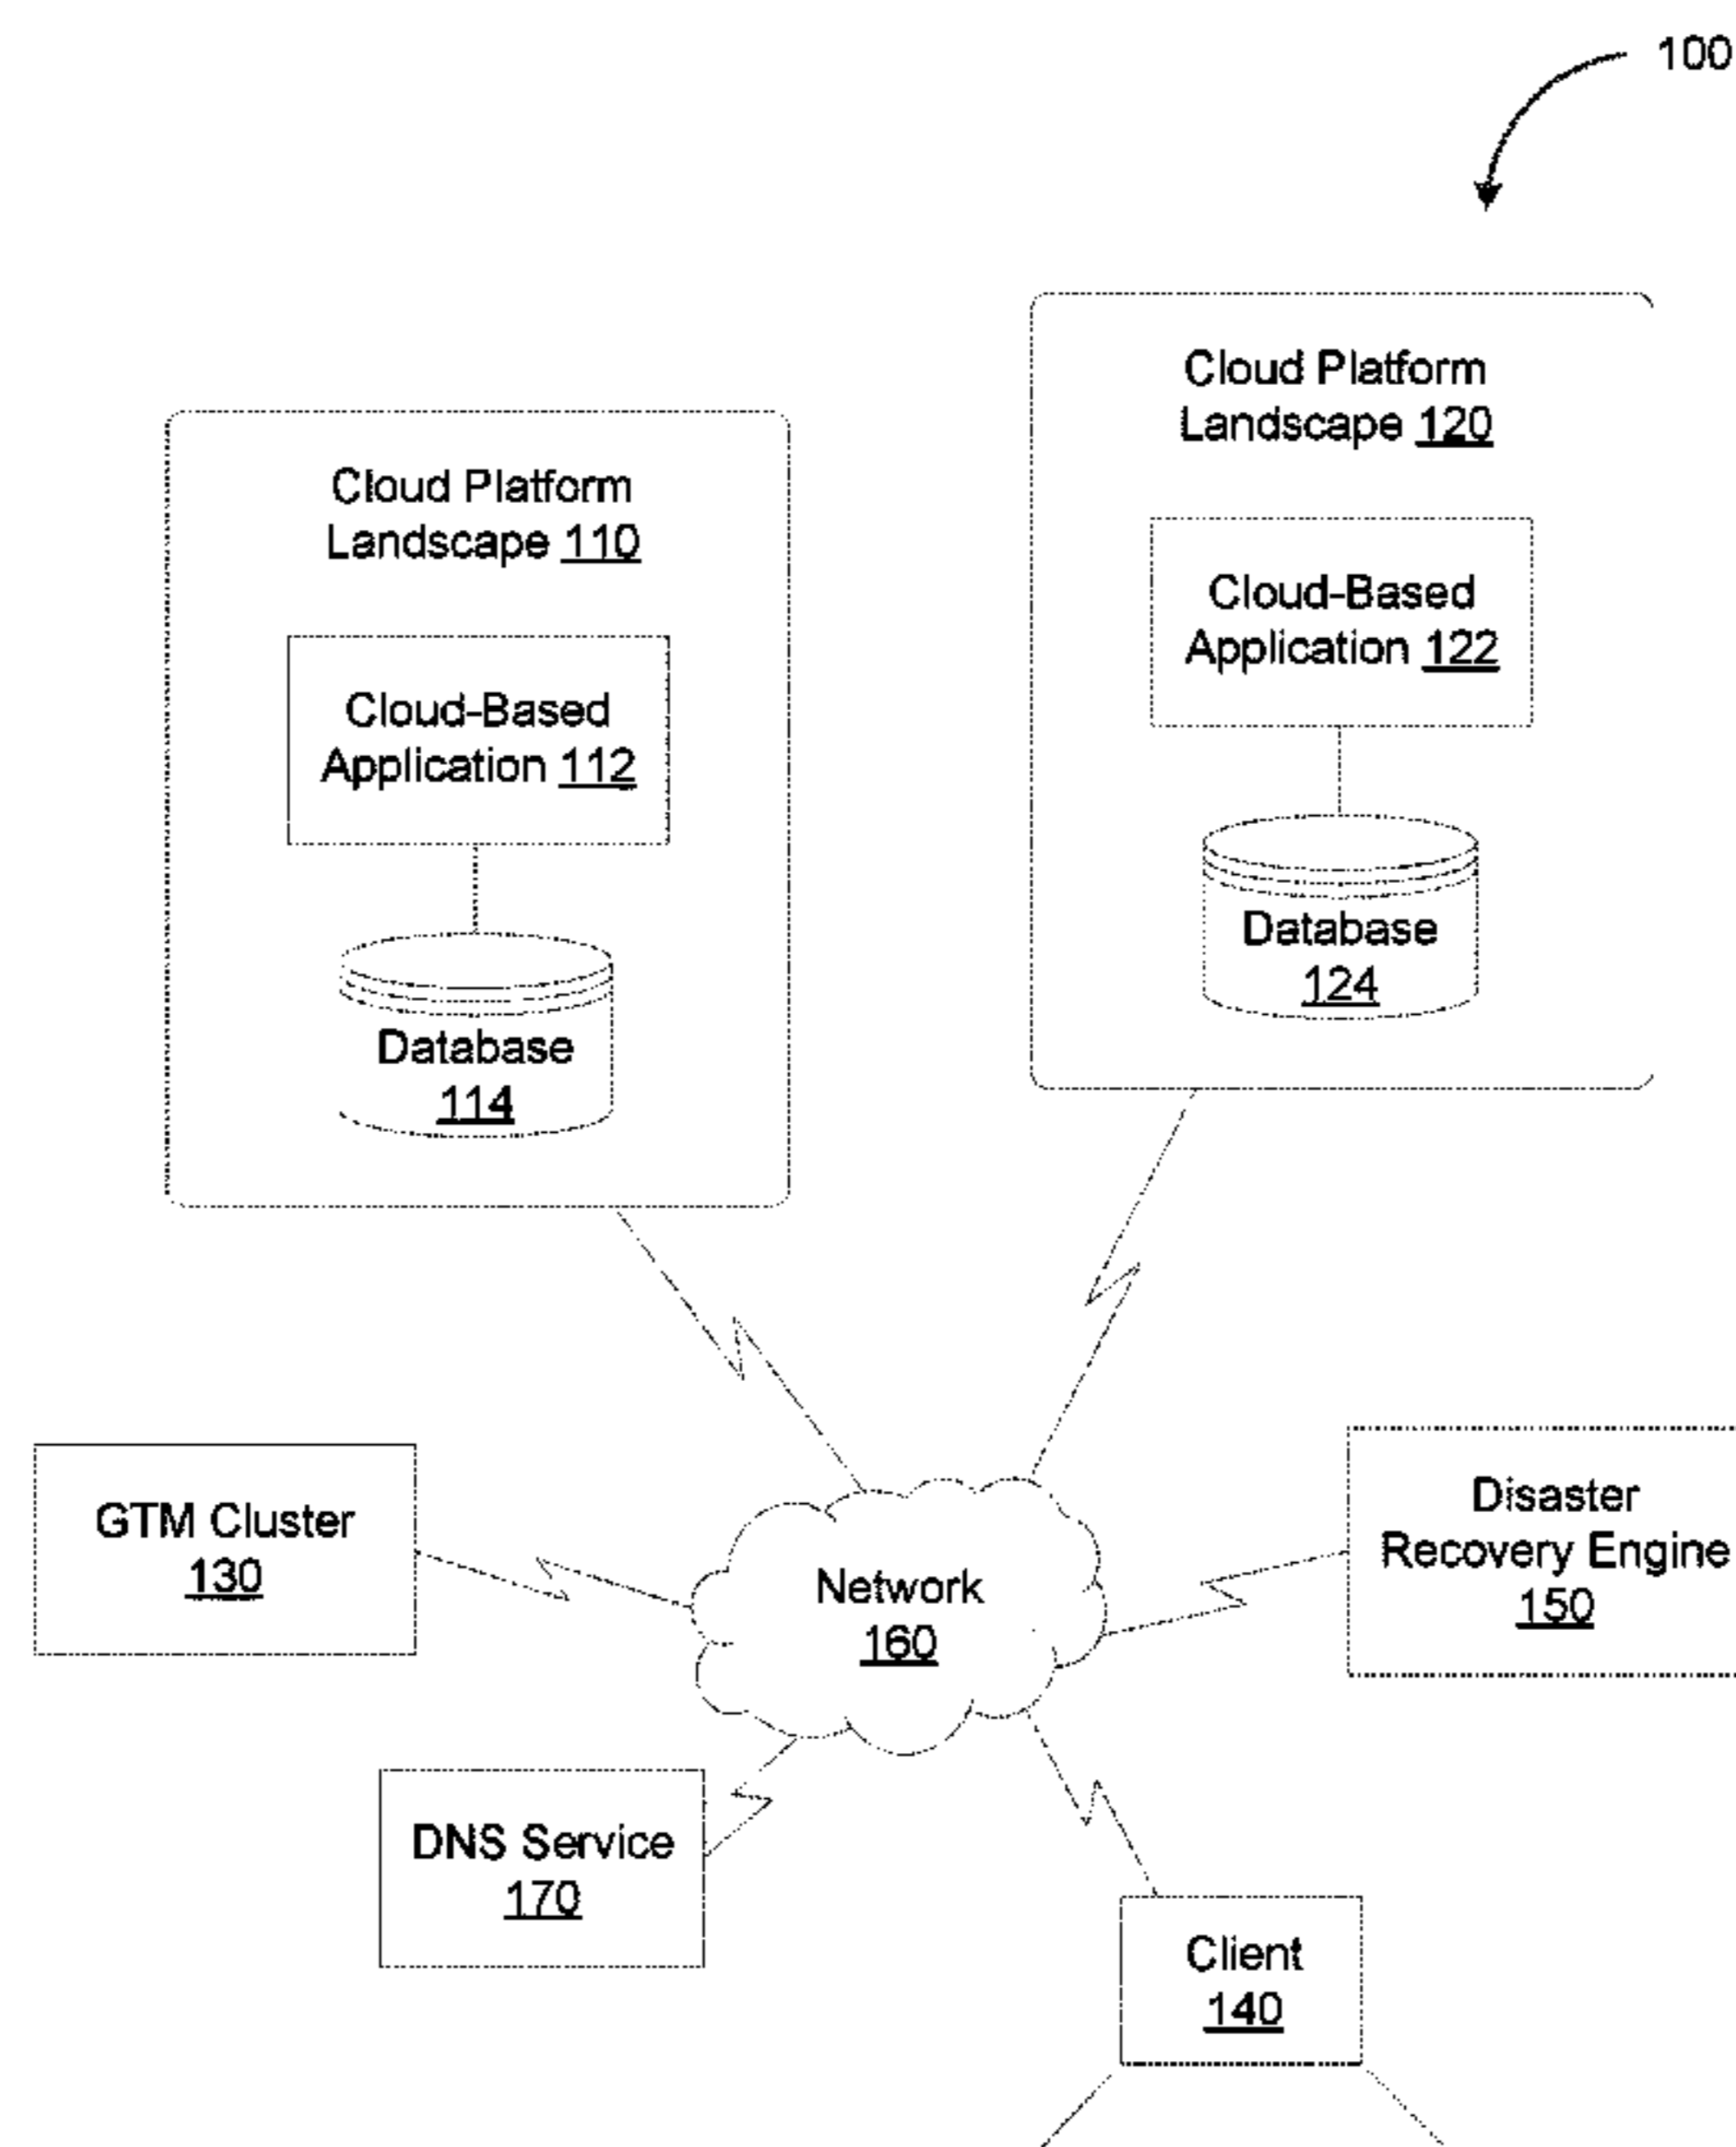 100
Cloud Platform
Landscape 120
Cloud-Based
Application 122
Database
124
Cloud Platform
Landscape 110
Cloud-Based
Application 112
Database
114
GTM Cluster
130
Network
160
Disaster
Recovery Engine
150
DNS Service
170
Client
140